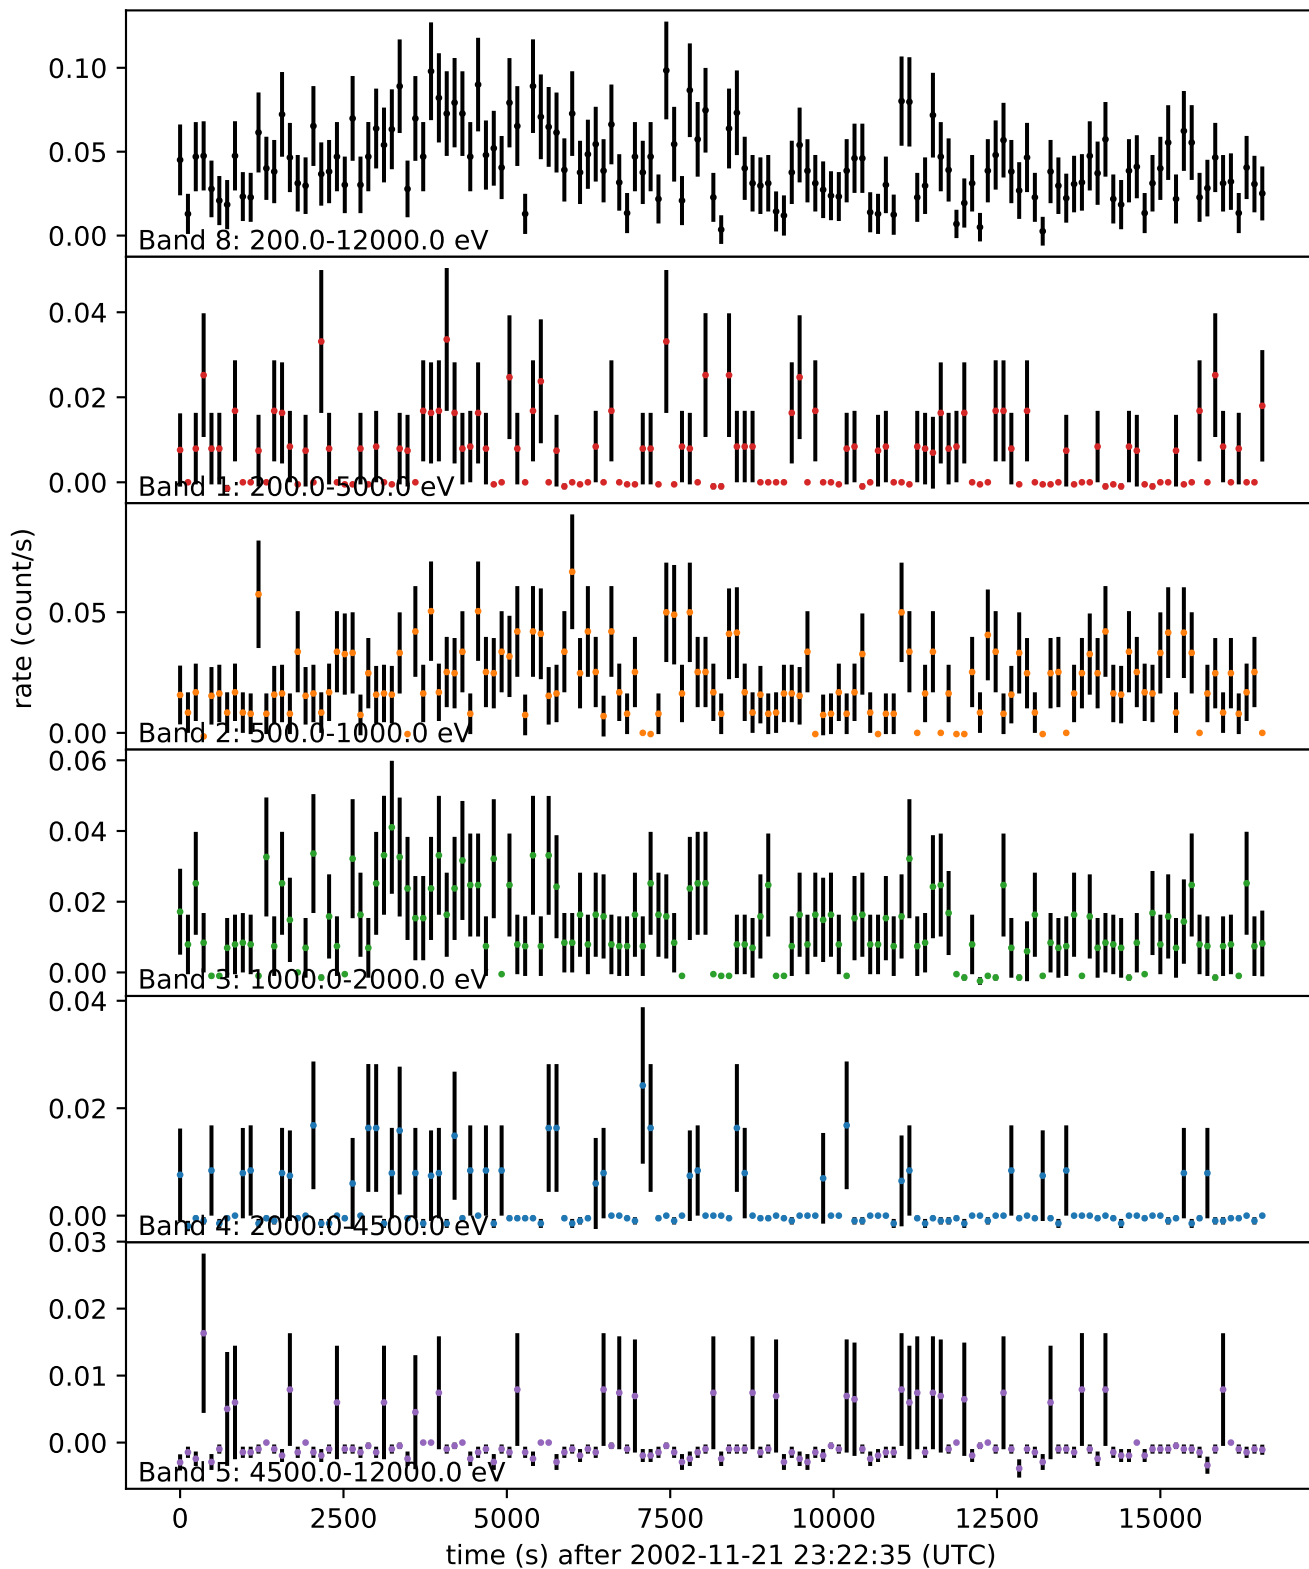 0.10
0.05
0.00
Band 8: 200.0-12000.0 eV
0.04
0.02
0.00
Band 1: 200.0-500.0 eV
rate (count/s)
0.05
0.00
Band 2: 500.0-1000.0 eV
0.06
0.04
0.02
0.00
Band 3: 1000.0-2000.0 eV
0.04
0.02
0.00
Band 4: 2000.0-4500.0 eV
0.03
0.02
0.01
0.00
Band 5: 4500.0-12000.0 eV
0 2500 5000 7500 10000 12500 15000
time (s) after 2002-11-21 23:22:35 (UTC)